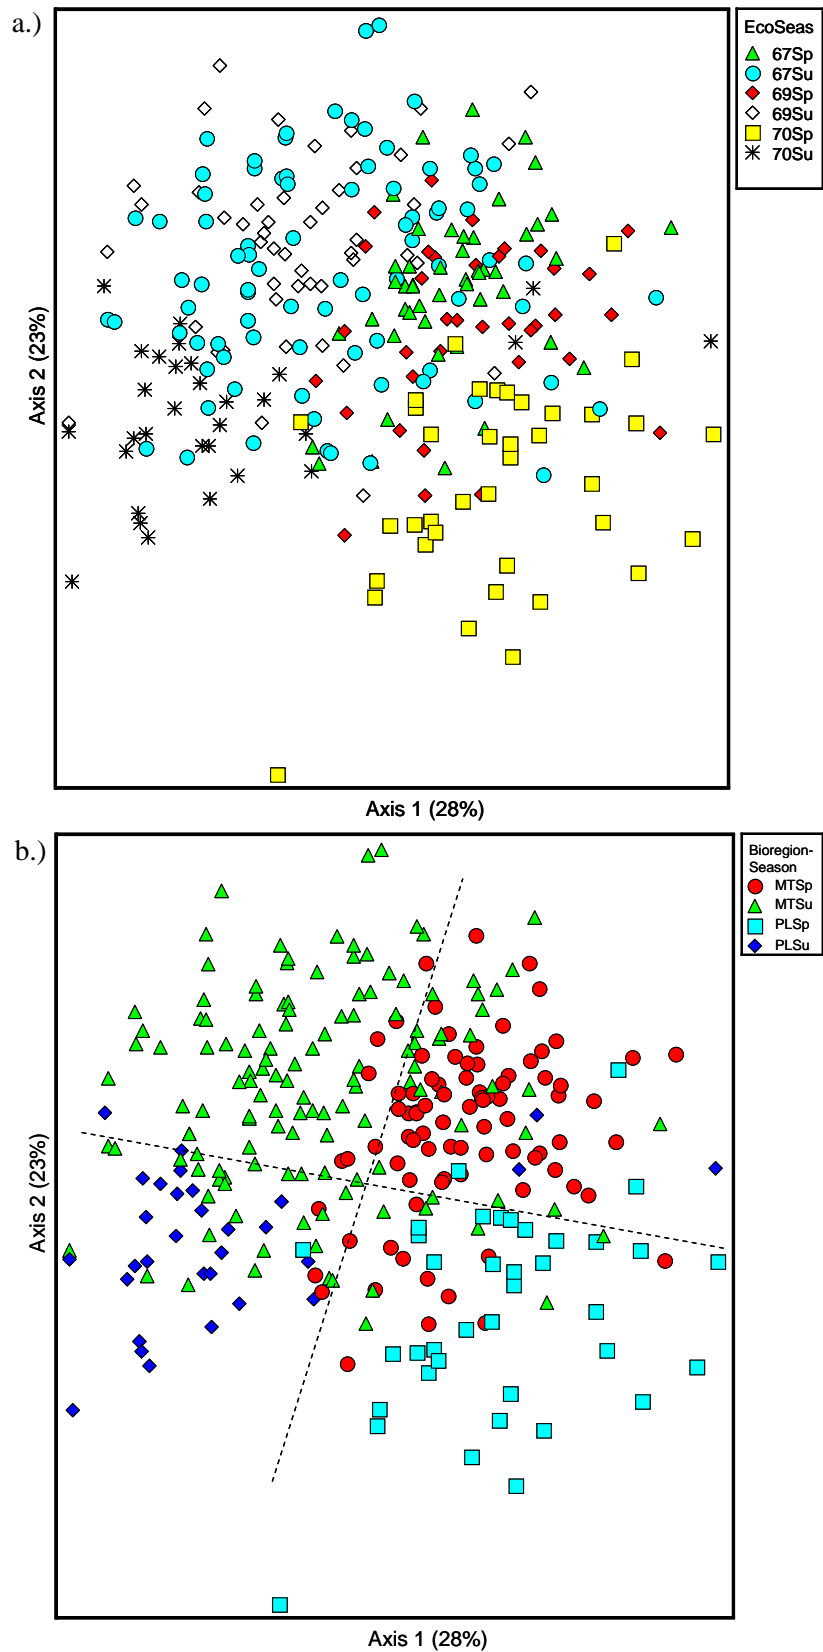 a.)
EcoSeas
67Sp
67Su
69Sp
69Su
70Sp
70Su
Axis 2 (23%)
Axis 1 (28%)
b.)
Bioregion-
Season
MTSp
MTSu
PLSp
PLSu
Axis 2 (23%)
Axis 1 (28%)